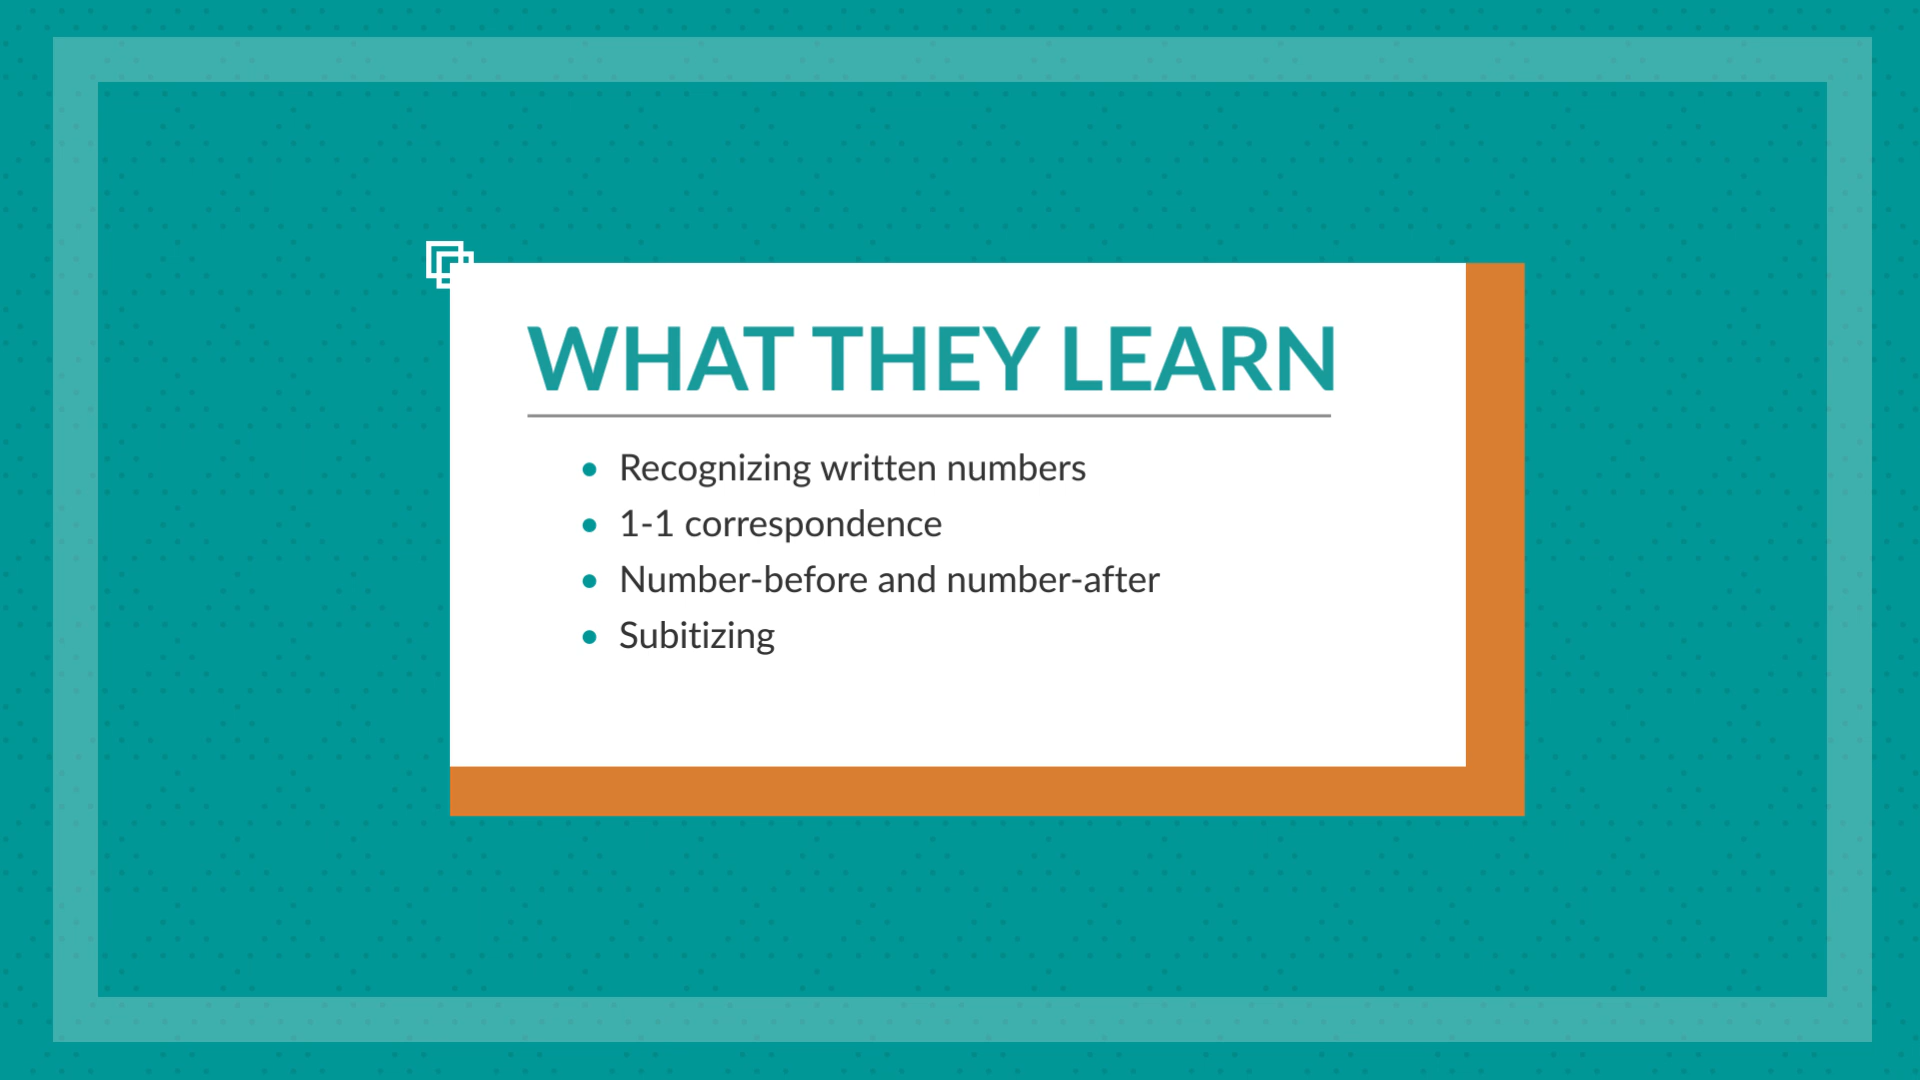 WHAT THEY LEARN
• Recognizing written numbers
• 1-1 correspondence
• Number-before and number-after
• Subitizing